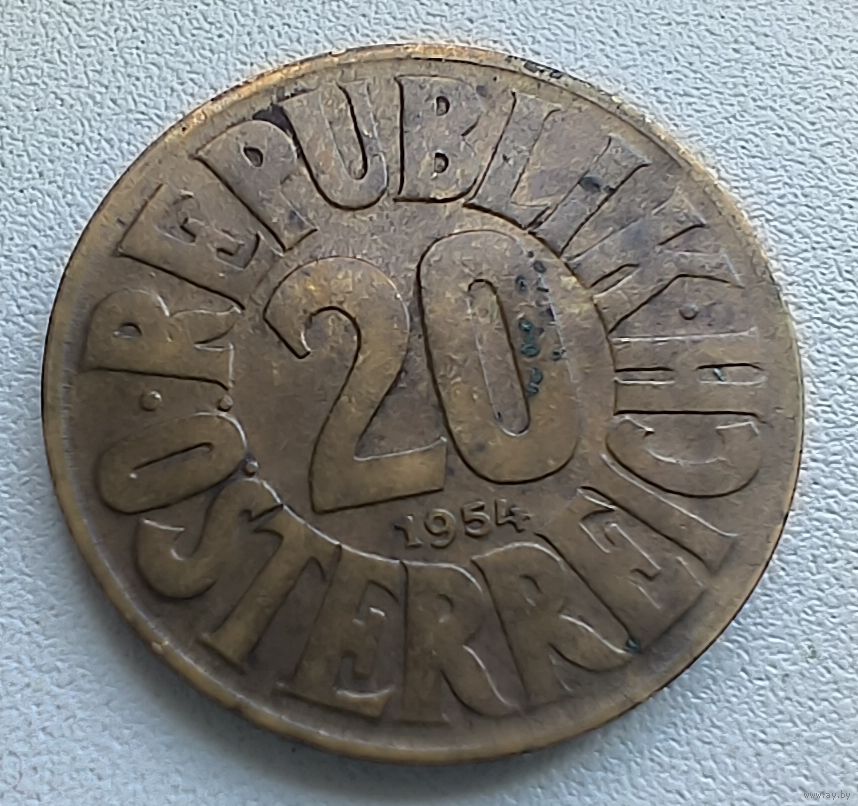 REPUBLIK · ÖSTERREICH ·
20
1954
www.ay.by